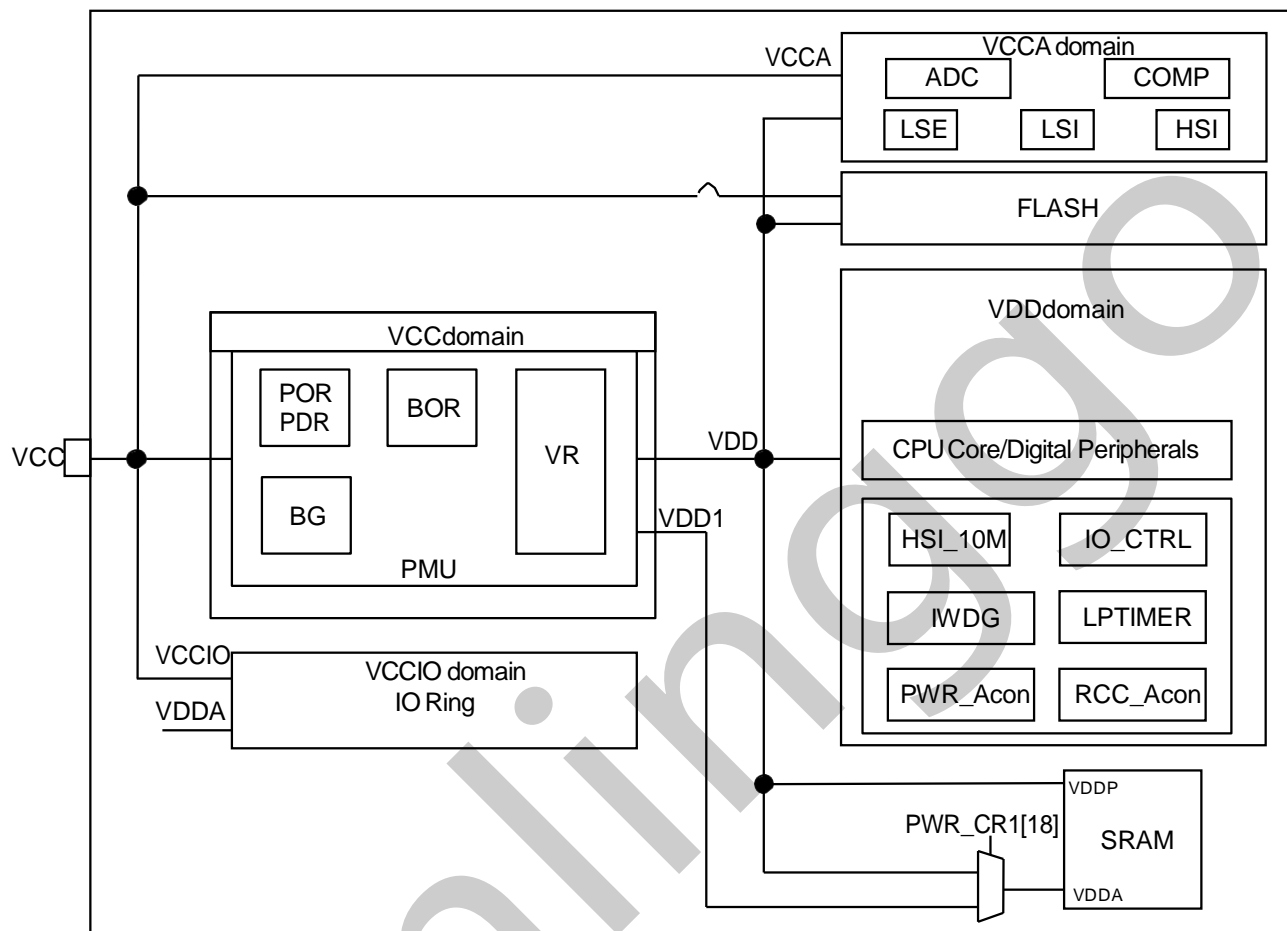 VCCA domain
VCCA
ADC
COMP
LSE
LSI
HSI
FLASH
VDDdomain
VCCdomain
POR
PDR
BOR
VR
VDD
CPU Core/Digital Peripherals
VCC
BG
VDD1
HSI_10M
IO_CTRL
PMU
IWDG
LPTIMER
VCCIO
VCCIO domain
IO Ring
VDDA
PWR_Acon
RCC_Acon
VDDP
PWR_CR1[18]
SRAM
VDDA